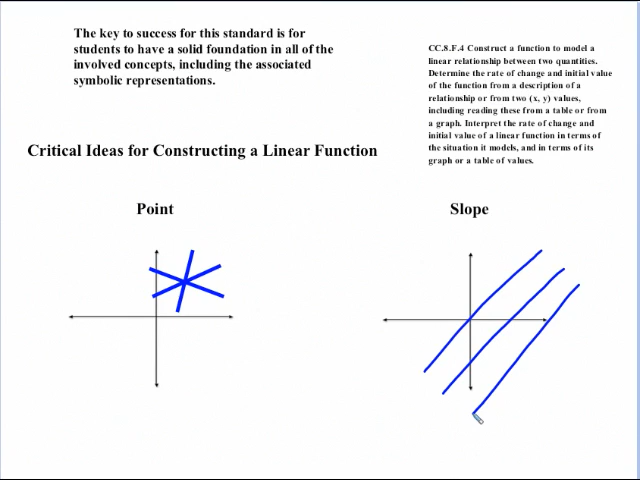 The key to success for this standard is for
students to have a solid foundation in all of the
involved concepts, including the associated
symbolic representations.
CC.8.F.4 Construct a function to model a
linear relationship between two quantities.
Determine the rate of change and initial value
of the function from a description of a
relationship or from two (x, y) values,
including reading these from a table or from
a graph. Interpret the rate of change and
initial value of a linear function in terms of
the situation it models, and in terms of its
graph or a table of values.
Critical Ideas for Constructing a Linear Function
Point
Slope